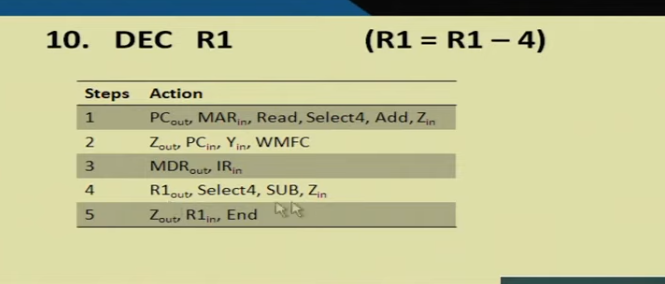 10. DEC R1 (R1 = R1 – 4)
Steps Action
1 PCout, MARin, Read, Select4, Add, Zin
2 Zout, PCin, Yin, WMFC
3 MDRout, IRin
4 R1out, Select4, SUB, Zin
5 Zout, R1in, End